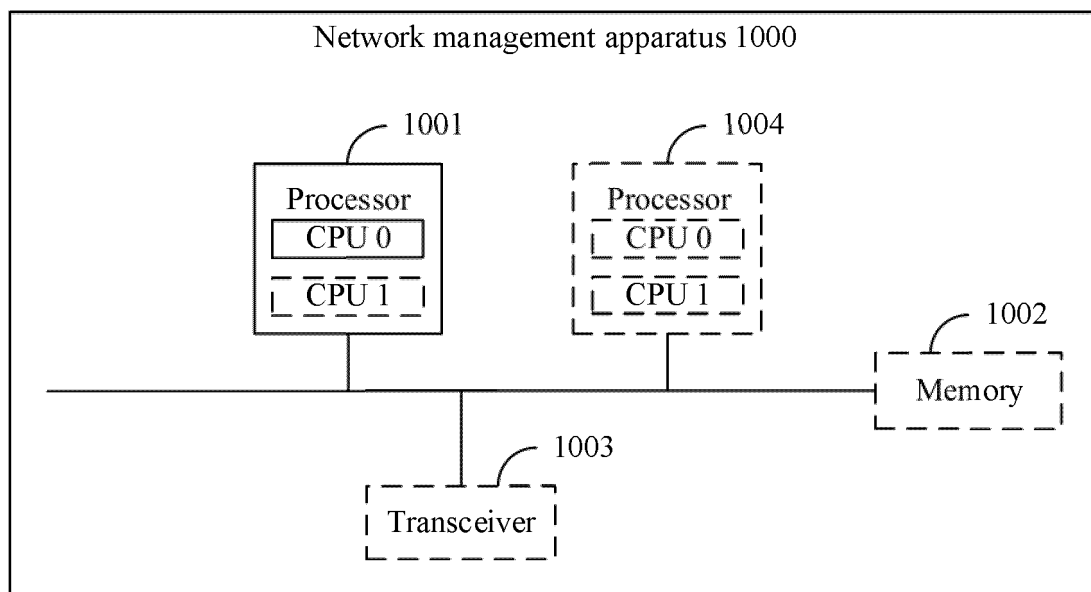 Network management apparatus 1000
1001
1004
Processor
CPU 0
CPU 1
Processor
CPU 0
CPU 1
1002
Memory
1003
Transceiver